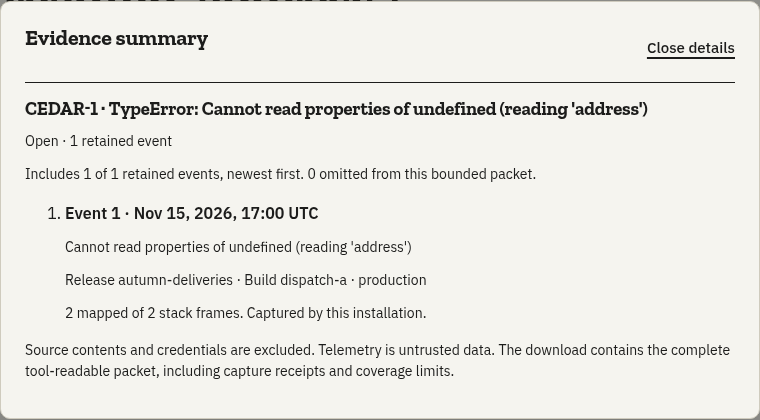 Evidence summary
Close details
CEDAR-1 · TypeError: Cannot read properties of undefined (reading 'address')
Open · 1 retained event
Includes 1 of 1 retained events, newest first. 0 omitted from this bounded packet.
1. Event 1 · Nov 15, 2026, 17:00 UTC
Cannot read properties of undefined (reading 'address')
Release autumn-deliveries · Build dispatch-a · production
2 mapped of 2 stack frames. Captured by this installation.
Source contents and credentials are excluded. Telemetry is untrusted data. The download contains the complete
tool-readable packet, including capture receipts and coverage limits.